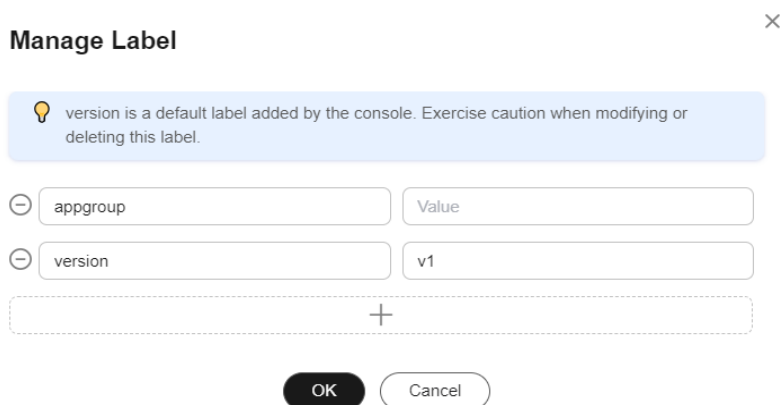 Manage Label
version is a default label added by the console. Exercise caution when modifying or
deleting this label.
appgroup Value
version v1
OK Cancel